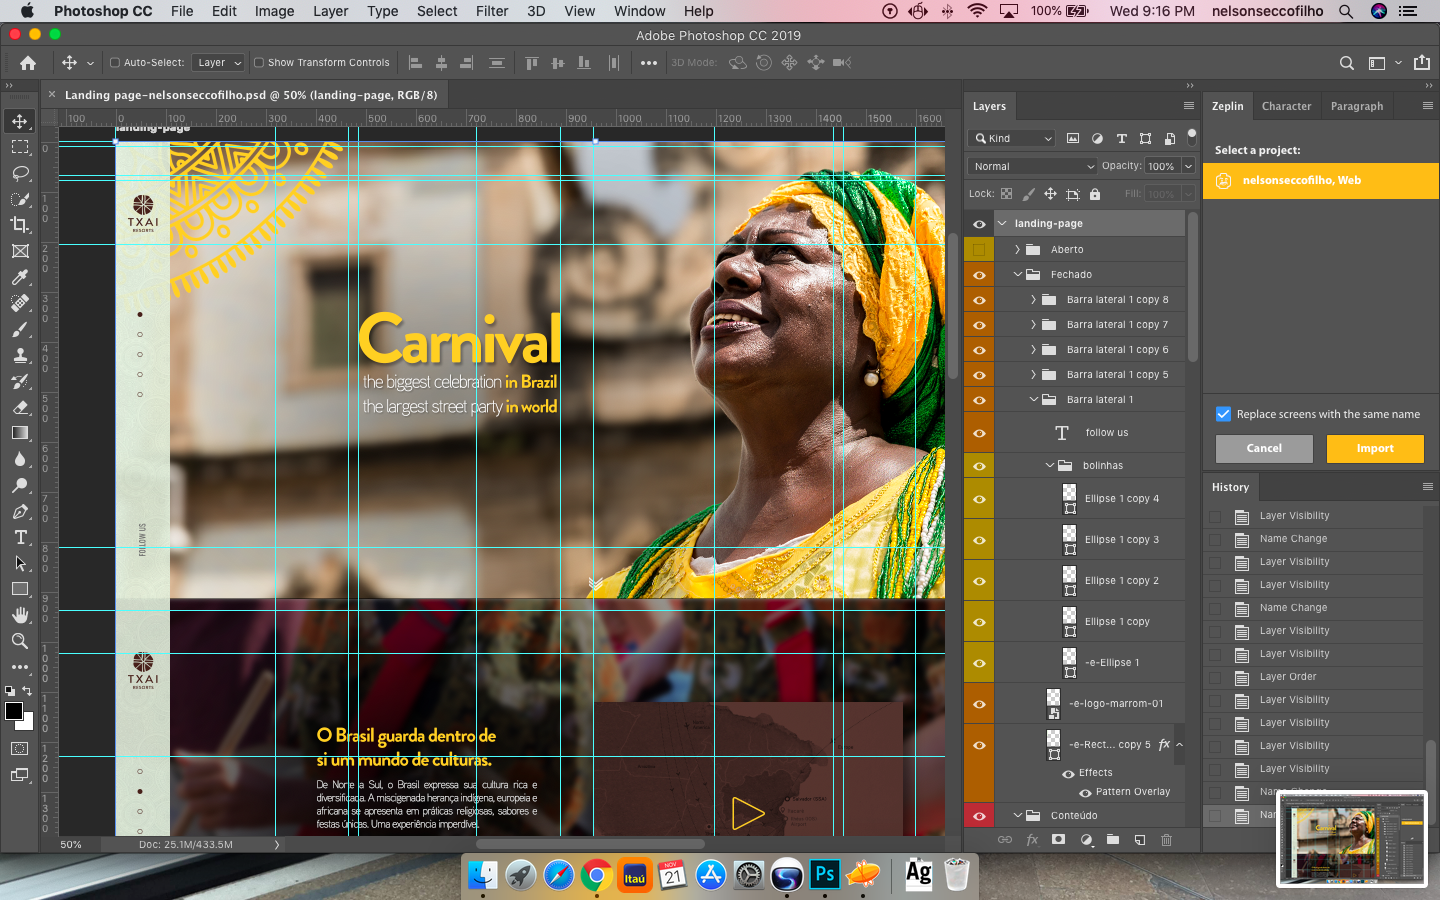 Photoshop CC File Edit Image Layer Type Select Filter 3D View Window Help 100% Wed 9:16 PM nelsonseccofilho
Adobe Photoshop CC 2019
Auto-Select: Layer Show Transform Controls 3D Mode:
Landing page-nelsonseccofilho.psd @ 50% (landing-page, RGB/8)
100 0 100 200 300 400 500 600 700 800 900 1000 1100 1200 1300 1400 1500 1600
landing-page
TXAI
RESORTS
Carnival
the biggest celebration in Brazil
the largest street party in world
FOLLOW US
TXAI
RESORTS
O Brasil guarda dentro de
si um mundo de culturas.
De Norte a Sul, o Brasil expressa sua cultura rica e
diversificada. A miscigenada herança indígena, europeia e
africana se apresenta em práticas religiosas, sabores e
festas únicas. Uma experiência imperdível.
50% Doc: 25.1M/433.5M
Layers
Kind
Normal Opacity: 100%
Lock: Fill: 100%
landing-page
Aberto
Fechado
Barra lateral 1 copy 8
Barra lateral 1 copy 7
Barra lateral 1 copy 6
Barra lateral 1 copy 5
Barra lateral 1
follow us
bolinhas
Ellipse 1 copy 4
Ellipse 1 copy 3
Ellipse 1 copy 2
Ellipse 1 copy
-e-Ellipse 1
-e-logo-marrom-01
-e-Rect... copy 5 fx
Effects
Pattern Overlay
Conteúdo
fx
Zeplin Character Paragraph
Select a project:
nelsonseccofilho, Web
Replace screens with the same name
Cancel Import
History
Layer Visibility
Name Change
Layer Visibility
Layer Visibility
Name Change
Layer Visibility
Layer Visibility
Layer Order
Layer Visibility
Layer Visibility
Layer Visibility
Layer Visibility
Itaú
NOV
21
Ps
Ag